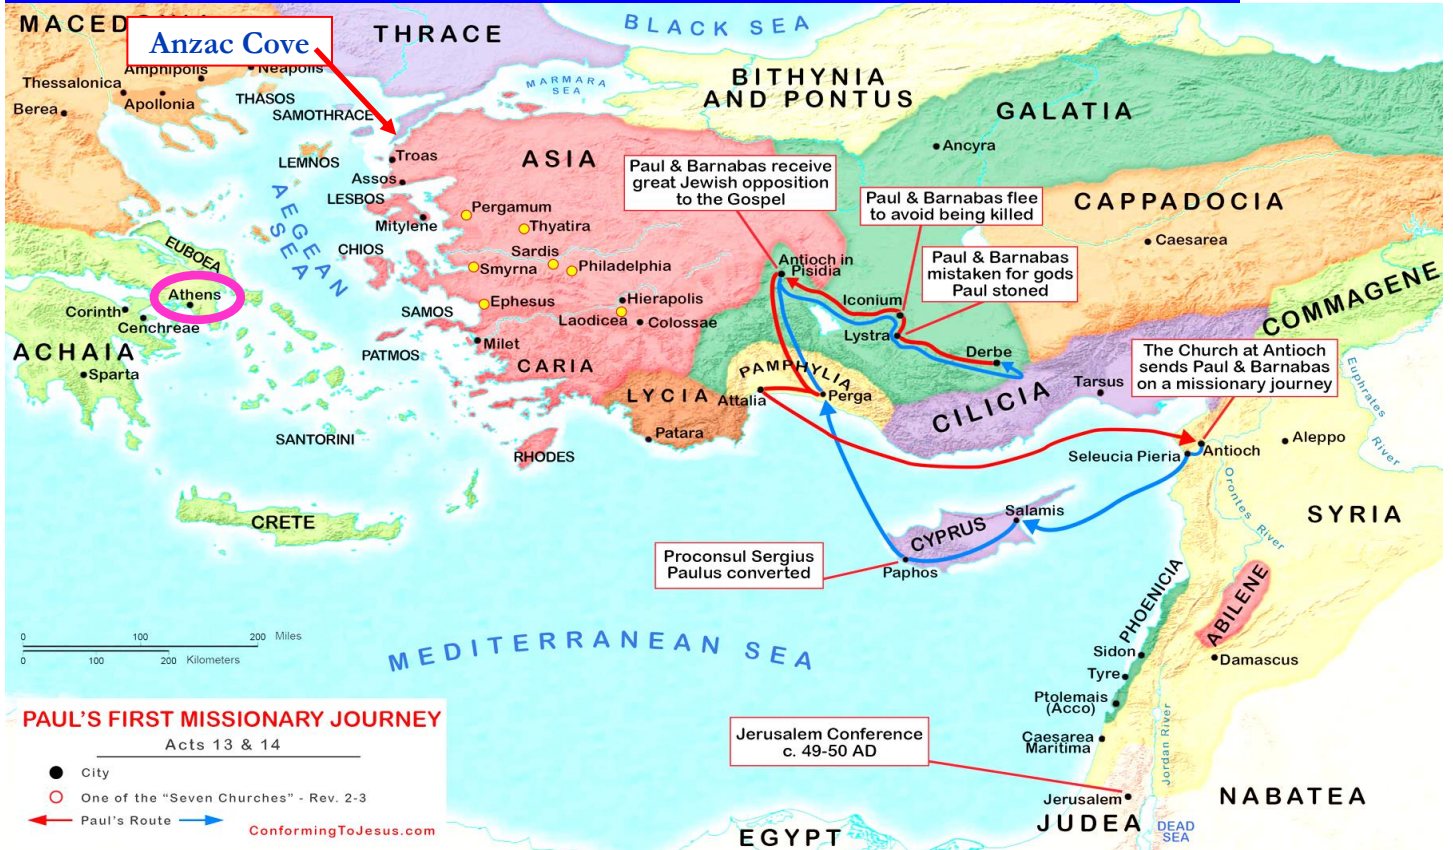 MACEDONIA
Anzac Cove
THRACE
BLACK SEA
Amphipolis
Neapolis
Thessalonica
Apollonia
Berea
THASOS
SAMOTHRACE
MARMARA
SEA
BITHYNIA
AND PONTUS
GALATIA
Ancyra
LEMNOS
Troas
ASIA
Assos
LESBOS
Mitylene
AEGEAN
SEA
Pergamum
Thyatira
Sardis
Smyrna
Philadelphia
CHIOS
Paul & Barnabas receive
great Jewish opposition
to the Gospel
Paul & Barnabas flee
to avoid being killed
Paul & Barnabas
mistaken for gods
Paul stoned
CAPPADOCIA
Caesarea
COMMAGENE
EUBOEA
Athens
Corinth
Cenchreae
ACHAIA
Sparta
SAMOS
Ephesus
Hierapolis
Laodicea
Colossae
Milet
PATMOS
CARIA
Antioch in
Pisidia
Iconium
Lystra
Derbe
PAMPHYLIA
LYCIA
Attalia
Perga
Patara
CILICIA
Tarsus
The Church at Antioch
sends Paul & Barnabas
on a missionary journey
Euphrates
River
SANTORINI
RHODES
Seleucia Pieria
Antioch
Aleppo
Orontes
River
CRETE
Salamis
CYPRUS
Paphos
SYRIA
Proconsul Sergius
Paulus converted
PHOENICIA
ABILENE
MEDITERRANEAN SEA
Sidon
Damascus
Tyre
Ptolemais
(Acco)
Caesarea
Maritima
Jordan River
0 100 200 Miles
0 100 200 Kilometers
PAUL'S FIRST MISSIONARY JOURNEY
Acts 13 & 14
City
One of the “Seven Churches” - Rev. 2-3
Paul's Route
ConformingToJesus.com
Jerusalem Conference
c. 49-50 AD
Jerusalem
JUDEA
DEAD
SEA
NABATEA
EGYPT